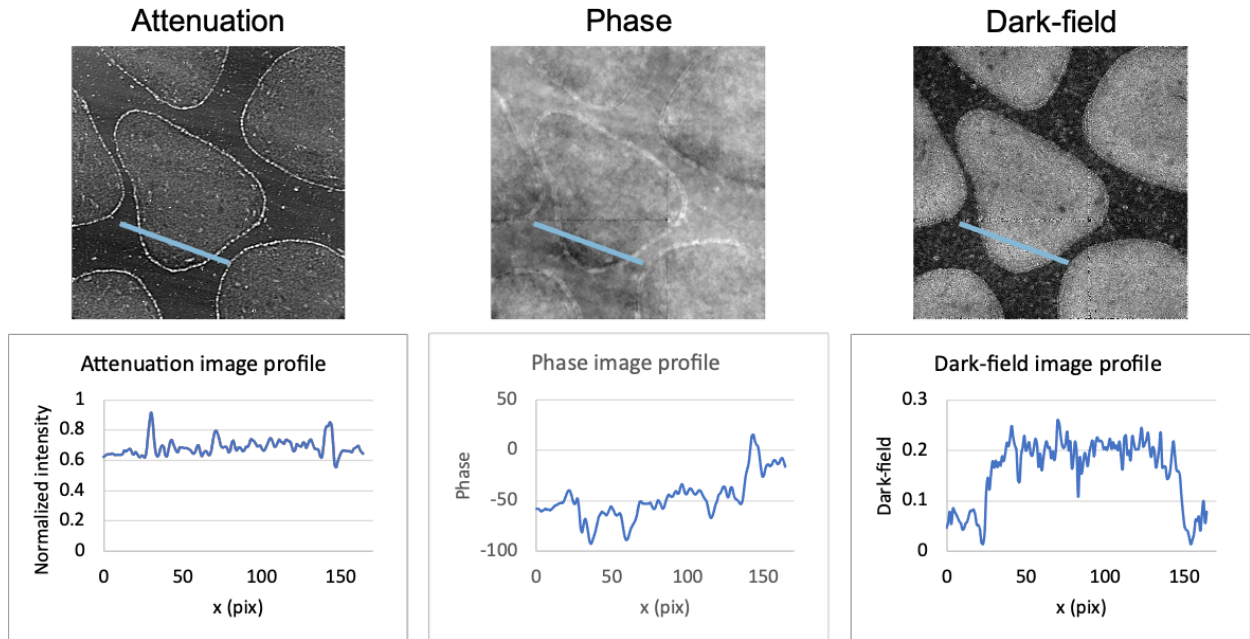 Attenuation
Phase
Dark-field
Attenuation image profile
Normalized intensity
1
0.8
0.6
0.4
0.2
0
0
50
100
150
x (pix)
Phase image profile
Phase
50
0
-50
-100
0
50
100
150
x (pix)
Dark-field image profile
Dark-field
0.3
0.2
0.1
0
0
50
100
150
x (pix)